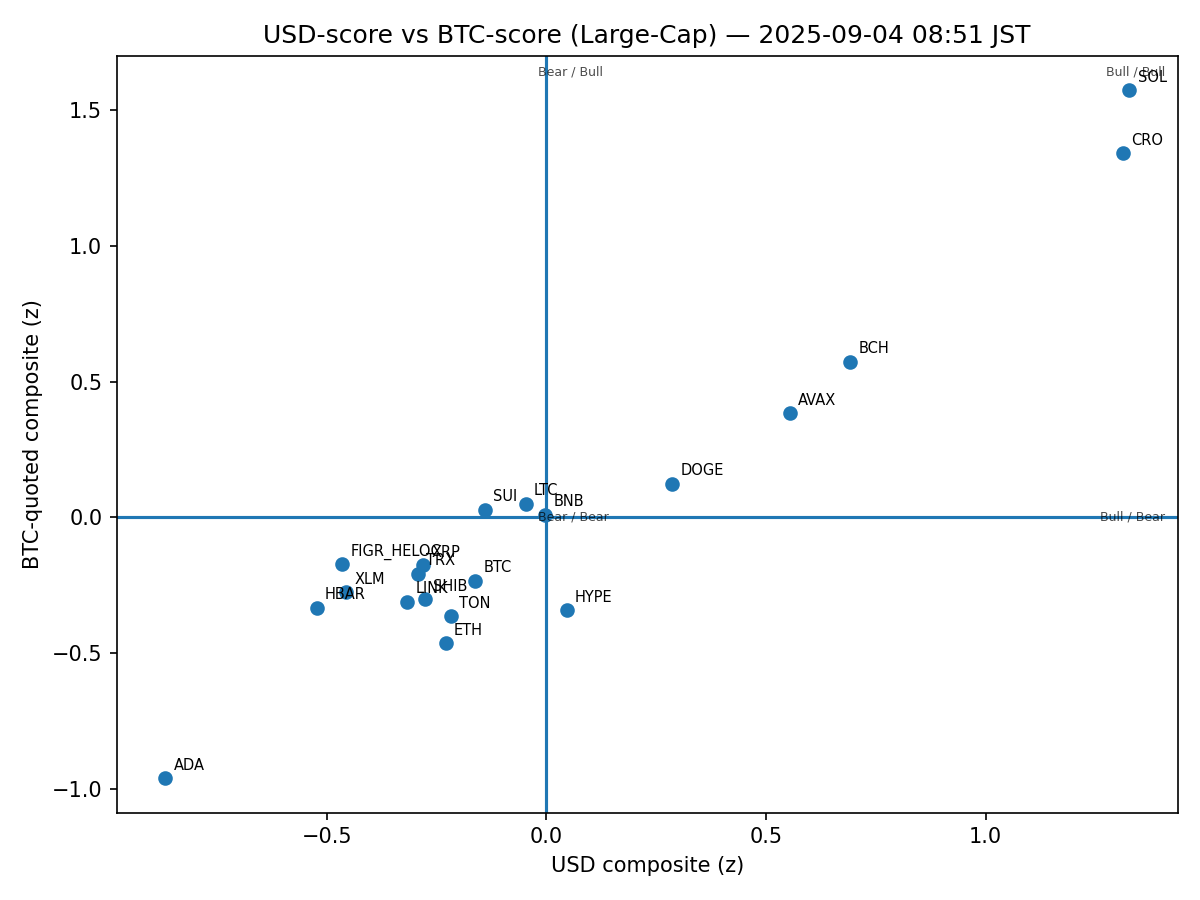 USD-score vs BTC-score (Large-Cap) — 2025-09-04 08:51 JST
Bear / Bull
Bull / Bull
SOL
1.5
CRO
1.0
BCH
0.5
AVAX
DOGE
SUI
LTC
BNB
0.0
Bear / Bear
Bull / Bear
FIGR_HELOC
XRP
TRX
BTC
XLM
LINK
SHIB
HBAR
TON
HYPE
ETH
−0.5
ADA
−1.0
−0.5
0.0
0.5
1.0
USD composite (z)
BTC-quoted composite (z)